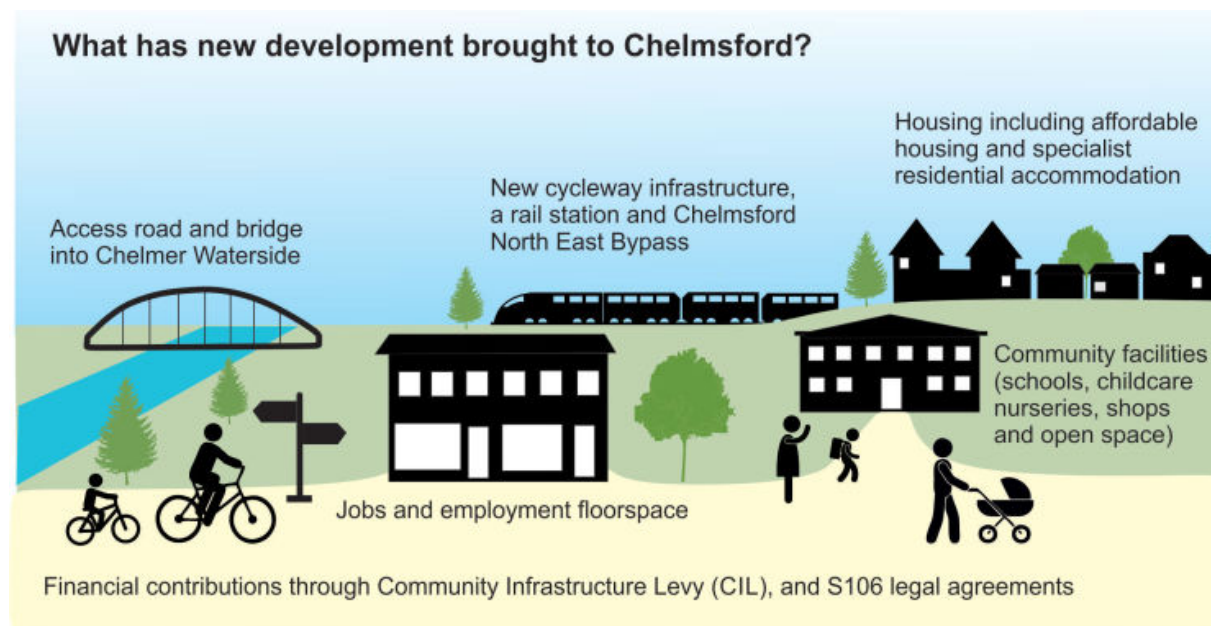 What has new development brought to Chelmsford?
Housing including affordable
housing and specialist
residential accommodation
New cycleway infrastructure,
a rail station and Chelmsford
North East Bypass
Access road and bridge
into Chelmer Waterside
Community facilities
(schools, childcare
nurseries, shops
and open space)
Jobs and employment floorspace
Financial contributions through Community Infrastructure Levy (CIL), and S106 legal agreements